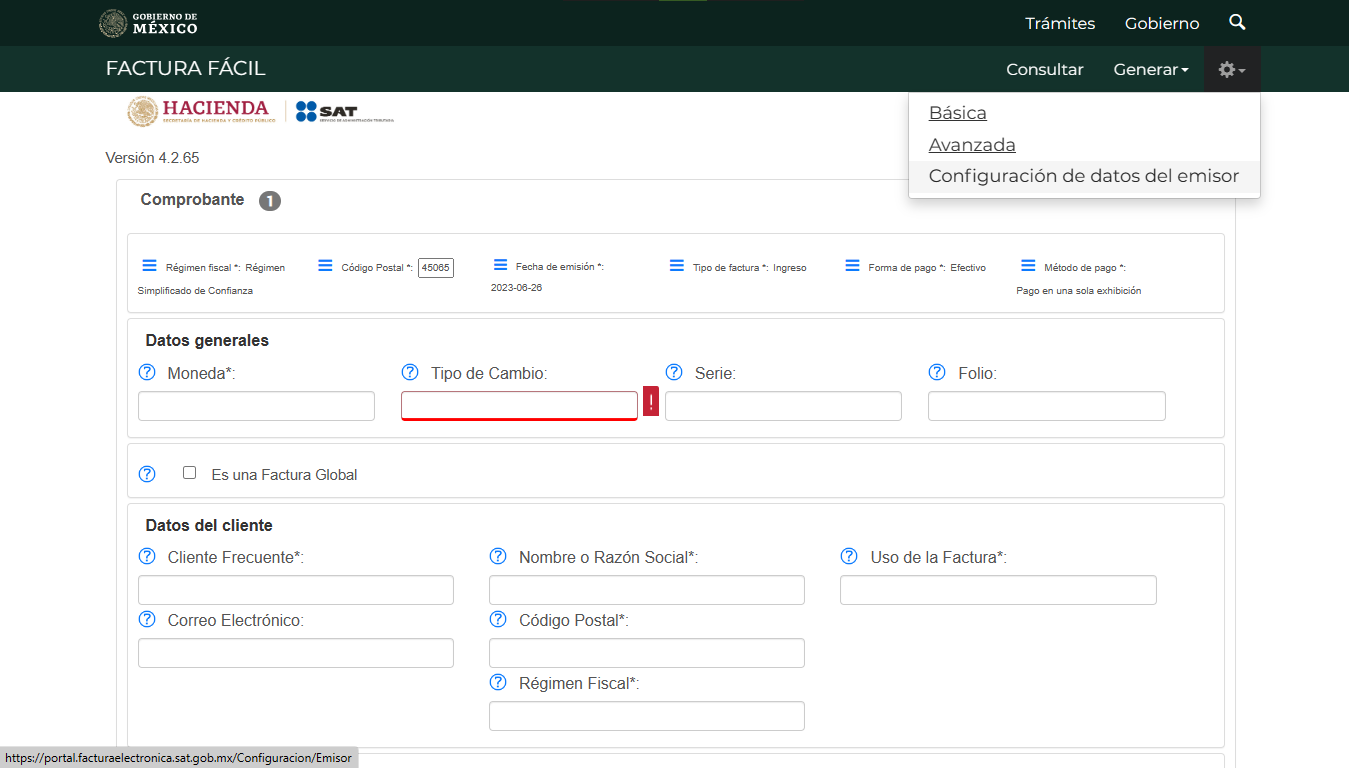 GOBIERNO DE
MÉXICO
Trámites Gobierno
FACTURA FÁCIL
Consultar Generar
HACIENDA
SECRETARÍA DE HACIENDA Y CRÉDITO PÚBLICO
SAT
SERVICIO DE ADMINISTRACIÓN TRIBUTARIA
Básica
Avanzada
Configuración de datos del emisor
Versión 4.2.65
Comprobante 1
Régimen fiscal *: Régimen
Simplificado de Confianza
Código Postal *: 45065
Fecha de emisión *:
2023-06-26
Tipo de factura *: Ingreso
Forma de pago *: Efectivo
Método de pago *:
Pago en una sola exhibición
Datos generales
? Moneda*: ? Tipo de Cambio: ? Serie: ? Folio:
!
? Es una Factura Global
Datos del cliente
? Cliente Frecuente*: ? Nombre o Razón Social*: ? Uso de la Factura*:
? Correo Electrónico: ? Código Postal*:
? Régimen Fiscal*:
https://portal.facturaelectronica.sat.gob.mx/Configuracion/Emisor